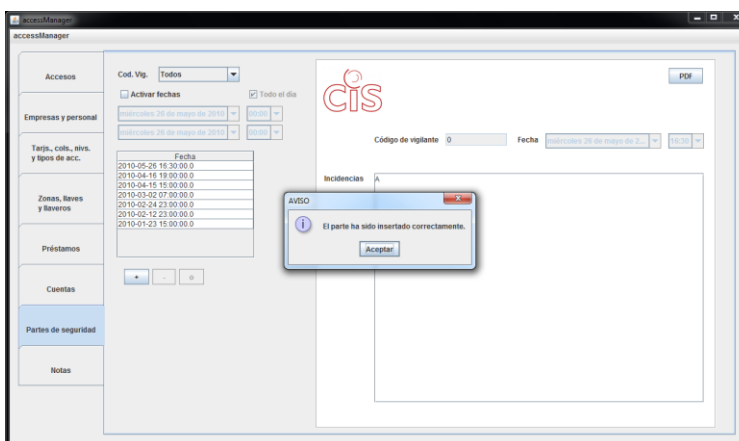 accessManager
accessManager
Accesos
Empresas y personal
Tarjs., cols., nivs.
y tipos de acc.
Zonas, llaves
y llaveros
Préstamos
Cuentas
Partes de seguridad
Notas
Cod. Vig. Todos
Activar fechas Todo el día
miércoles 26 de mayo de 2010 00:00
miércoles 26 de mayo de 2010 00:00
Fecha
2010-05-26 16:30:00.0
2010-04-16 19:00:00.0
2010-04-15 15:00:00.0
2010-03-02 07:00:00.0
2010-02-24 23:00:00.0
2010-02-12 23:00:00.0
2010-01-23 15:00:00.0
+ - o
CIS
PDF
Código de vigilante 0 Fecha miércoles 26 de mayo de 2... 16:30
Incidencias A
AVISO
El parte ha sido insertado correctamente.
Aceptar